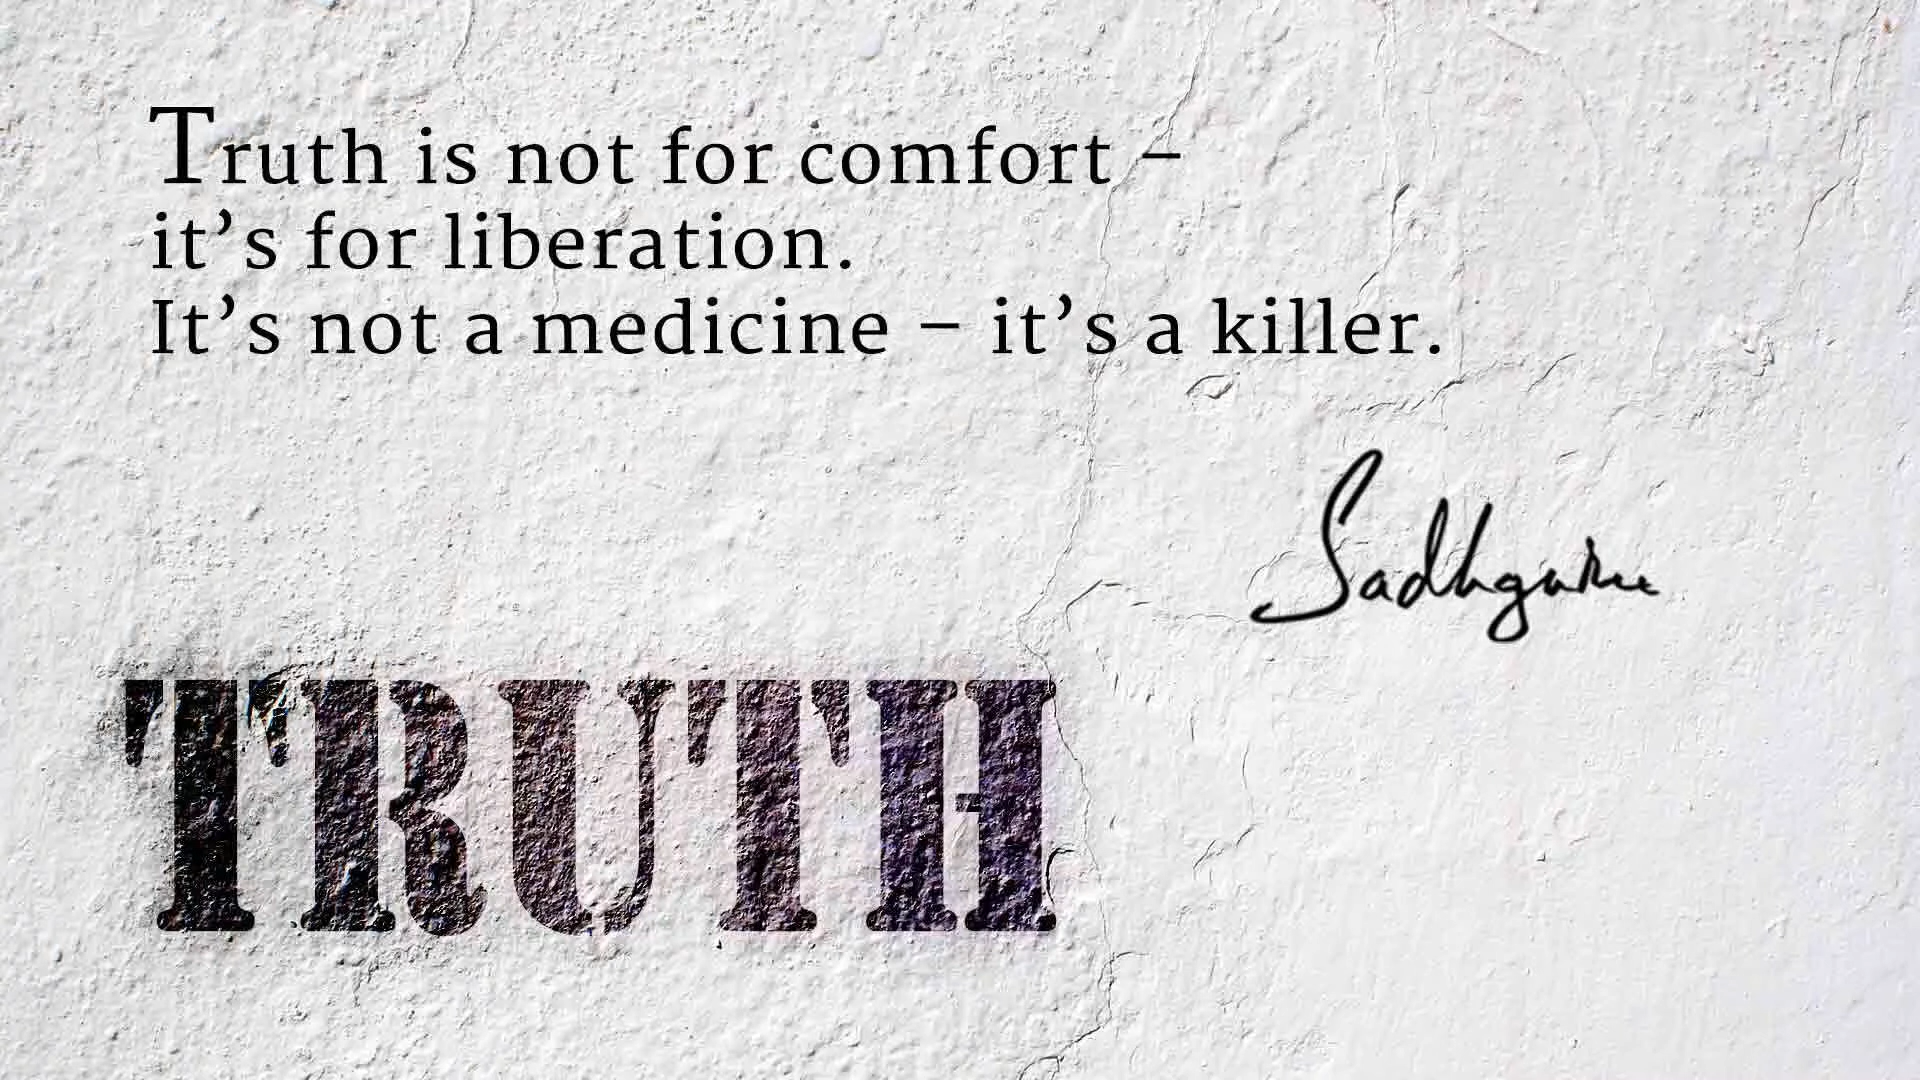 Truth is not for comfort –
it’s for liberation.
It’s not a medicine – it’s a killer.
Sadhguru
TRUTH